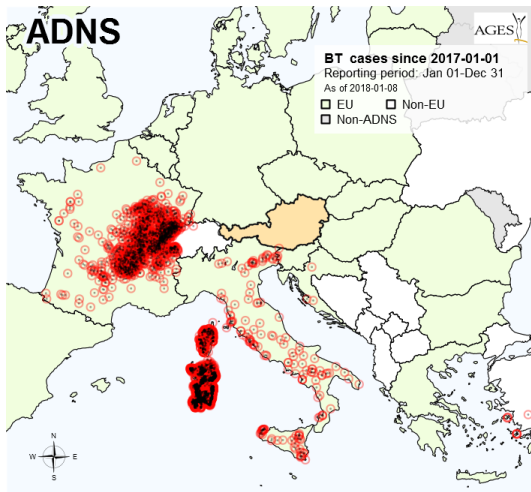 ADNS
AGES
BT cases since 2017-01-01
Reporting period: Jan 01-Dec 31
As of 2018-01-08
EU Non-EU
Non-ADNS
N
W E
S